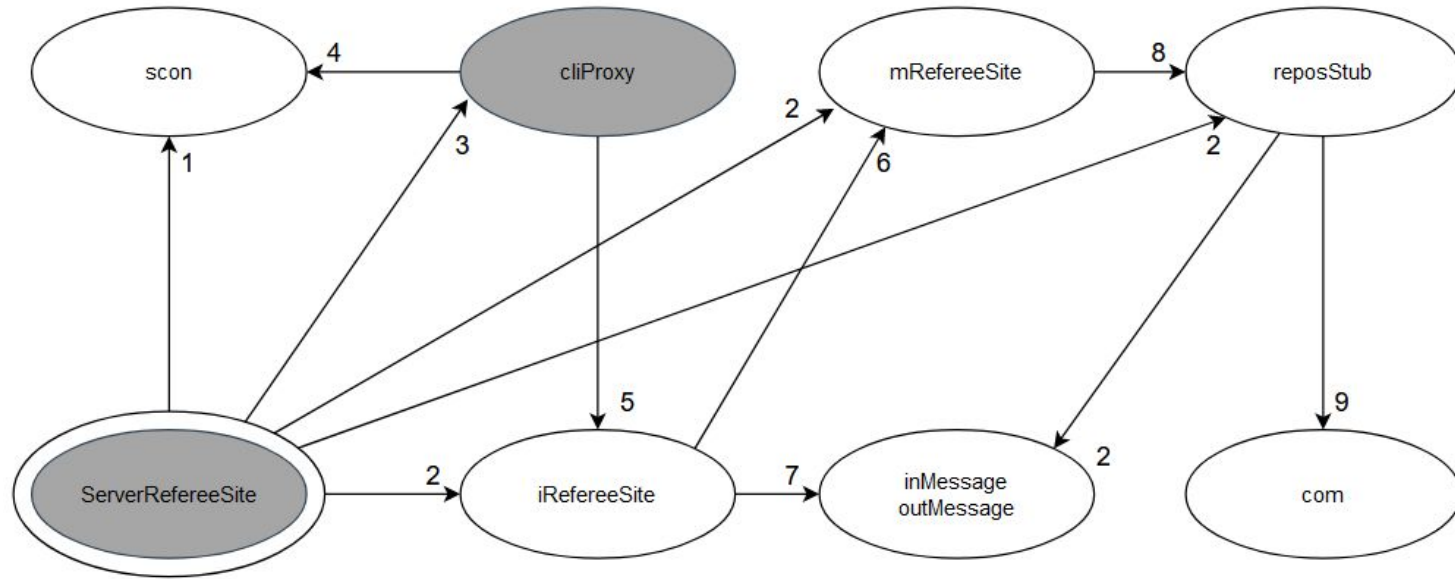 scon
4
cliProxy
mRefereeSite
8
reposStub
1
3
2
6
2
5
9
ServerRefereeSite
2
iRefereeSite
7
inMessage
outMessage
2
com